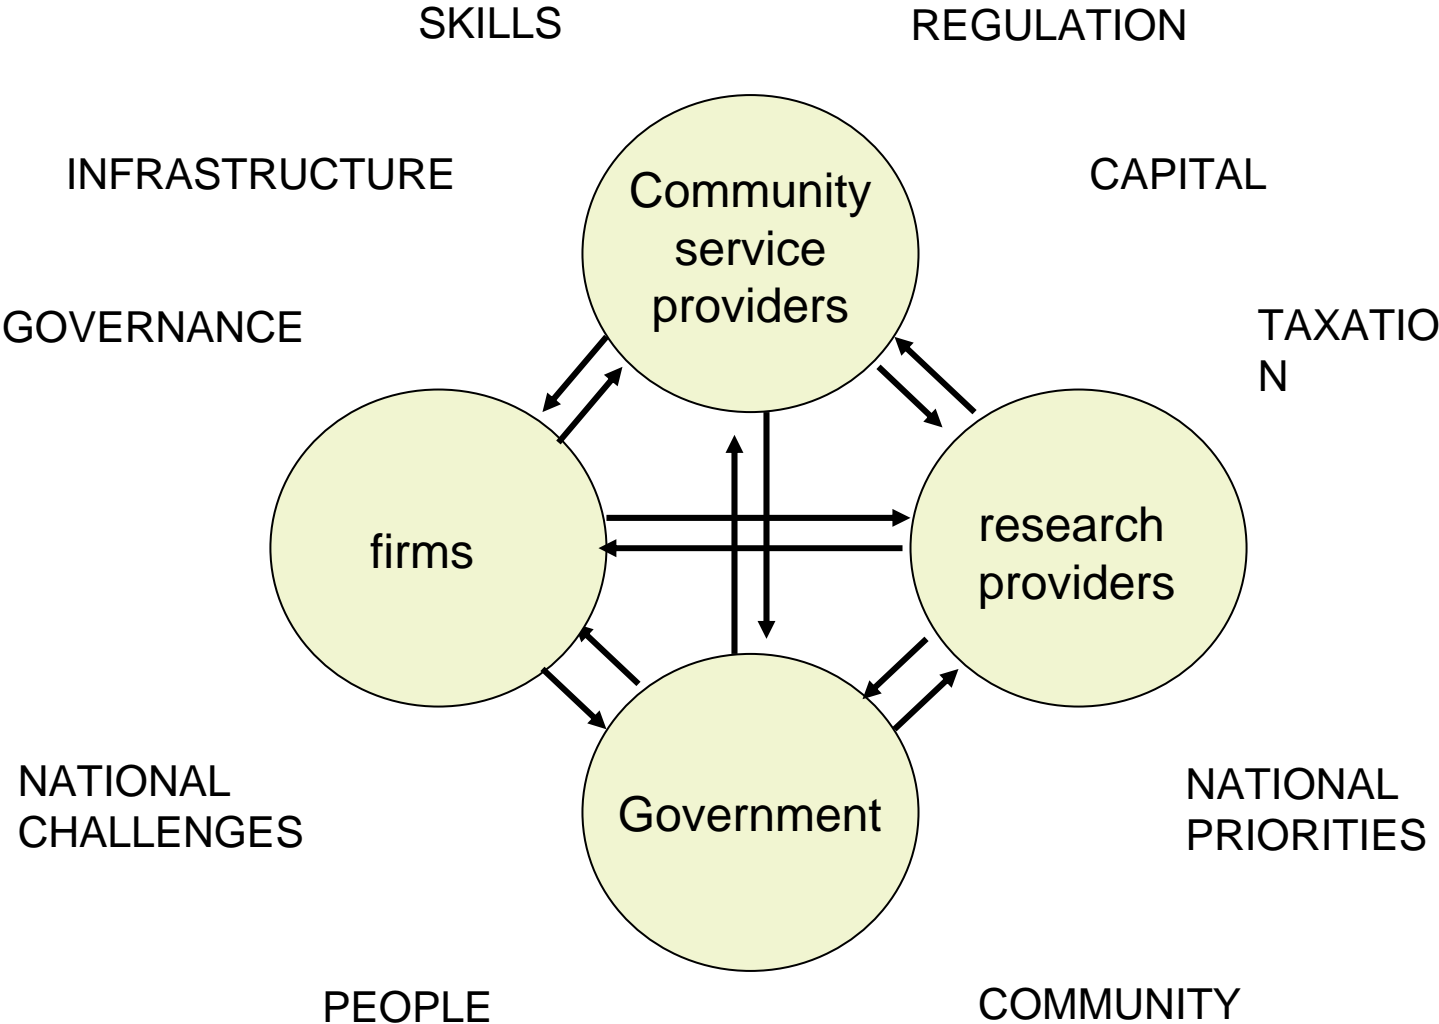 SKILLS
REGULATION
INFRASTRUCTURE
Community
service
providers
CAPITAL
GOVERNANCE
TAXATIO
N
firms
research
providers
Government
NATIONAL
CHALLENGES
NATIONAL
PRIORITIES
PEOPLE
COMMUNITY